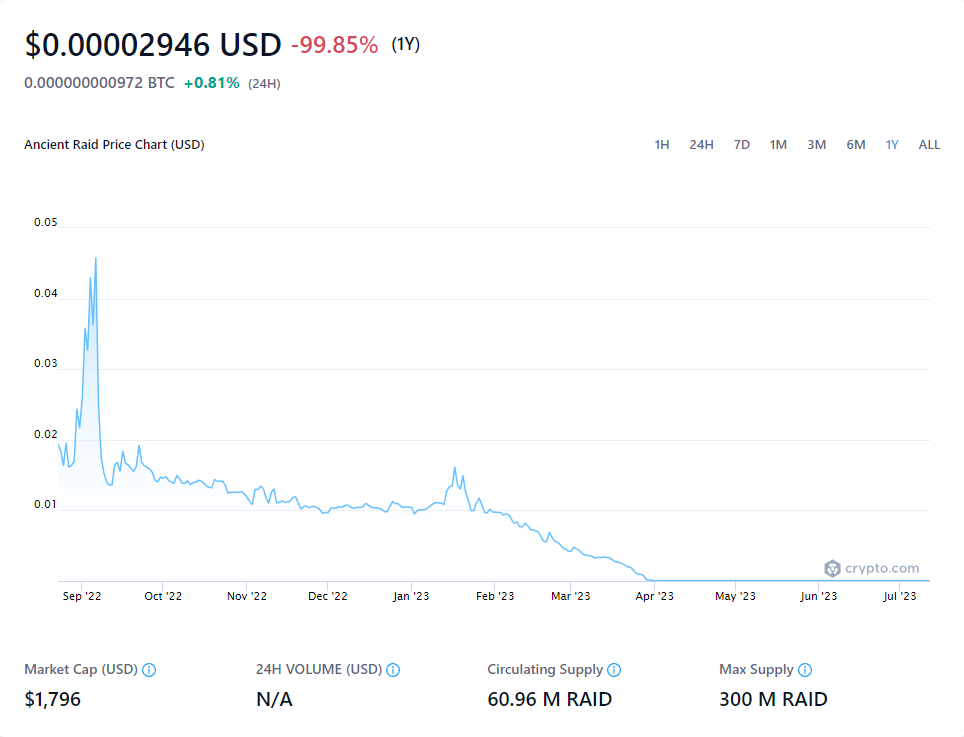 $0.00002946 USD -99.85% (1Y)
0.000000000972 BTC +0.81% (24H)
Ancient Raid Price Chart (USD) 1H 24H 7D 1M 3M 6M 1Y ALL
0.05
0.04
0.03
0.02
0.01
crypto.com
Sep '22 Oct '22 Nov '22 Dec '22 Jan '23 Feb '23 Mar '23 Apr '23 May '23 Jun '23 Jul '23
Market Cap (USD) 24H VOLUME (USD) Circulating Supply Max Supply
$1,796 N/A 60.96 M RAID 300 M RAID